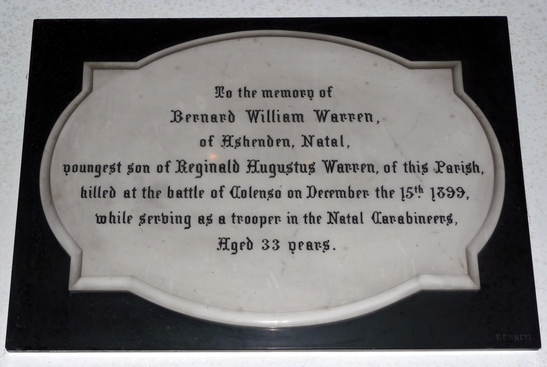 To the memory of
Bernard William Warren,
of Ashenden, Natal,
youngest son of Reginald Augustus Warren, of this Parish,
killed at the battle of Colenso on December the 15th 1899,
while serving as a trooper in the Natal Carabineers,
Aged 33 years.